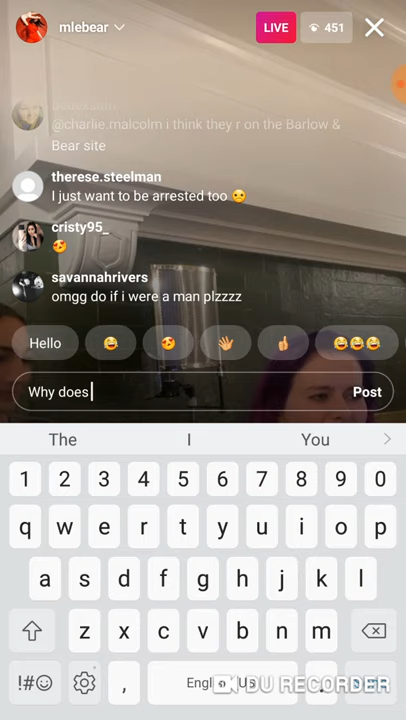 mlebear
LIVE
451
@charlie.malcolm i think they r on the Barlow &
Bear site
therese.steelman
I just want to be arrested too 🙁
cristy95_
😍
savannahrivers
omgg do if i were a man plzzzz
Hello 😂 😍 👋 👍 😂😂😂
Why does
Post
The I You
1 2 3 4 5 6 7 8 9 0
q w e r t y u i o p
a s d f g h j k l
z x c v b n m
!#☺ , .
DU RECORDER